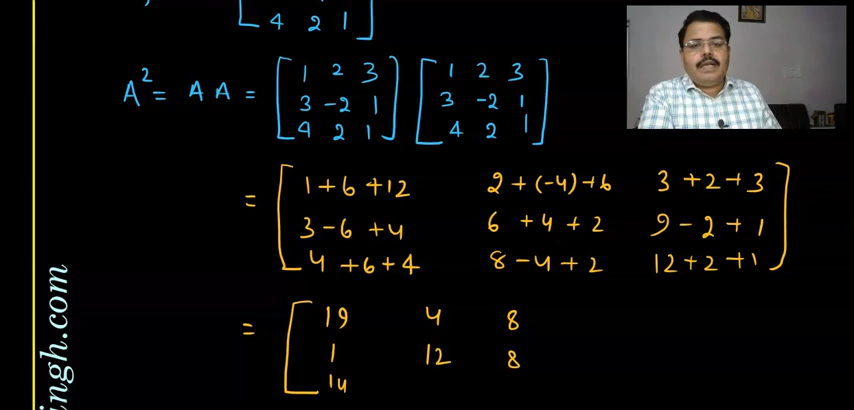 4 2 1
A² = A A = [1 2 3] [1 2 3]
3 -2 1 3 -2 1
4 2 1 4 2 1
= [1+6+12 2+(-4)+6 3+2+3]
3-6+4 6+4+2 9-2+1
4+6+4 8-4+2 12+2+1
= [19 4 8
1 12 8
14
ingh.com